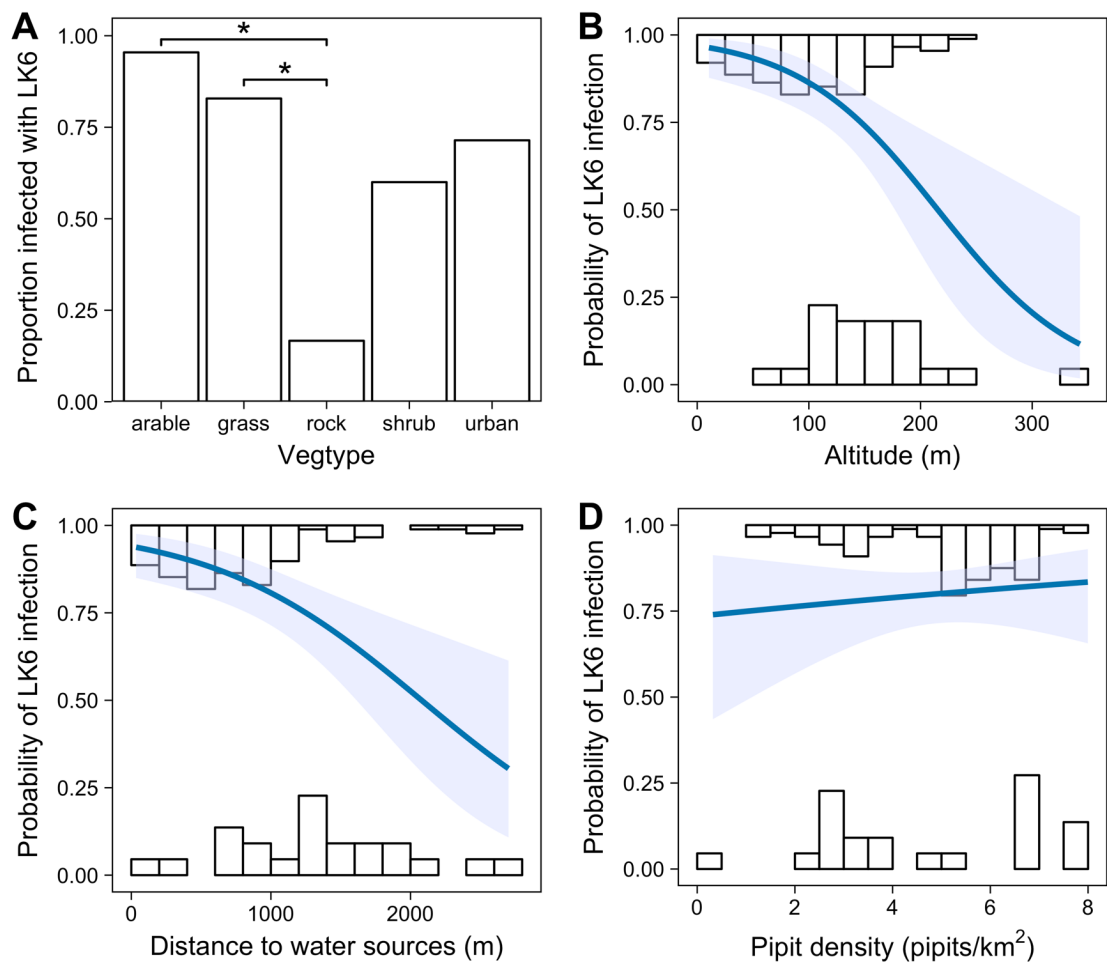 A
Proportion infected with LK6
1.00
0.75
0.50
0.25
0.00
*
*
arable grass rock shrub urban
Vegtype
B
Probability of LK6 infection
1.00
0.75
0.50
0.25
0.00
0 100 200 300
Altitude (m)
C
Probability of LK6 infection
1.00
0.75
0.50
0.25
0.00
0 1000 2000
Distance to water sources (m)
D
Probability of LK6 infection
1.00
0.75
0.50
0.25
0.00
0 2 4 6 8
Pipit density (pipits/km²)